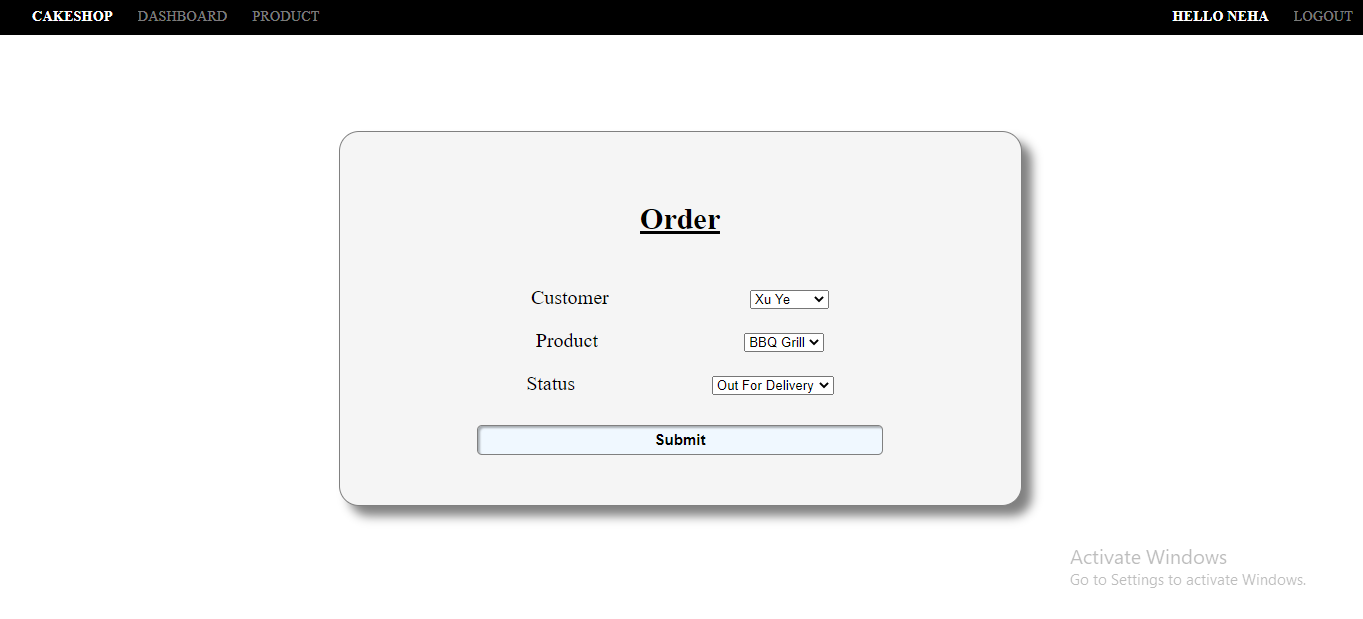 CAKESHOP DASHBOARD PRODUCT HELLO NEHA LOGOUT
Order
Customer Xu Ye
Product BBQ Grill
Status Out For Delivery
Submit
Activate Windows
Go to Settings to activate Windows.